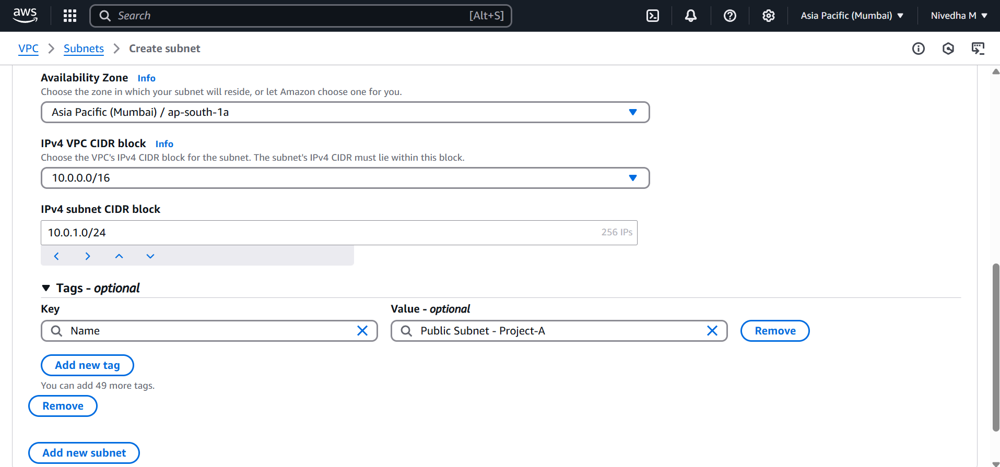 aws Search [Alt+S] Asia Pacific (Mumbai) Nivedha M
VPC Subnets Create subnet
Availability Zone Info
Choose the zone in which your subnet will reside, or let Amazon choose one for you.
Asia Pacific (Mumbai) / ap-south-1a
IPv4 VPC CIDR block Info
Choose the VPC's IPv4 CIDR block for the subnet. The subnet's IPv4 CIDR must lie within this block.
10.0.0.0/16
IPv4 subnet CIDR block
10.0.1.0/24 256 IPs
Tags - optional
Key Value - optional
Name Public Subnet - Project-A Remove
Add new tag
You can add 49 more tags.
Remove
Add new subnet